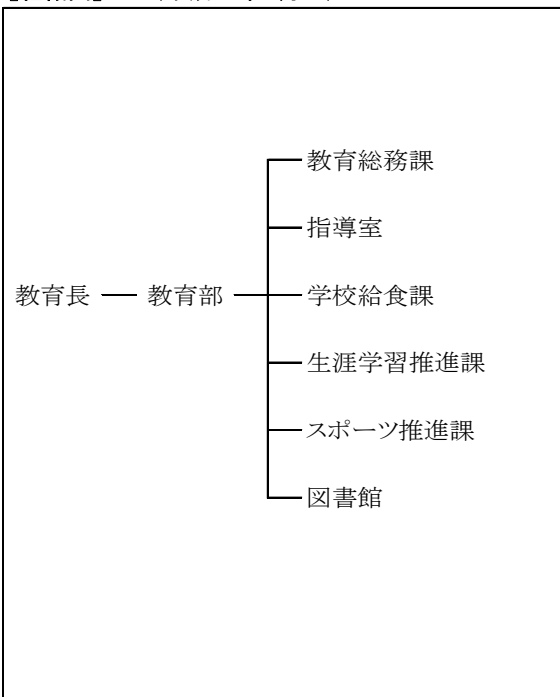 教育総務課
指導室
教育長 教育部 学校給食課
生涯学習推進課
スポーツ推進課
図書館